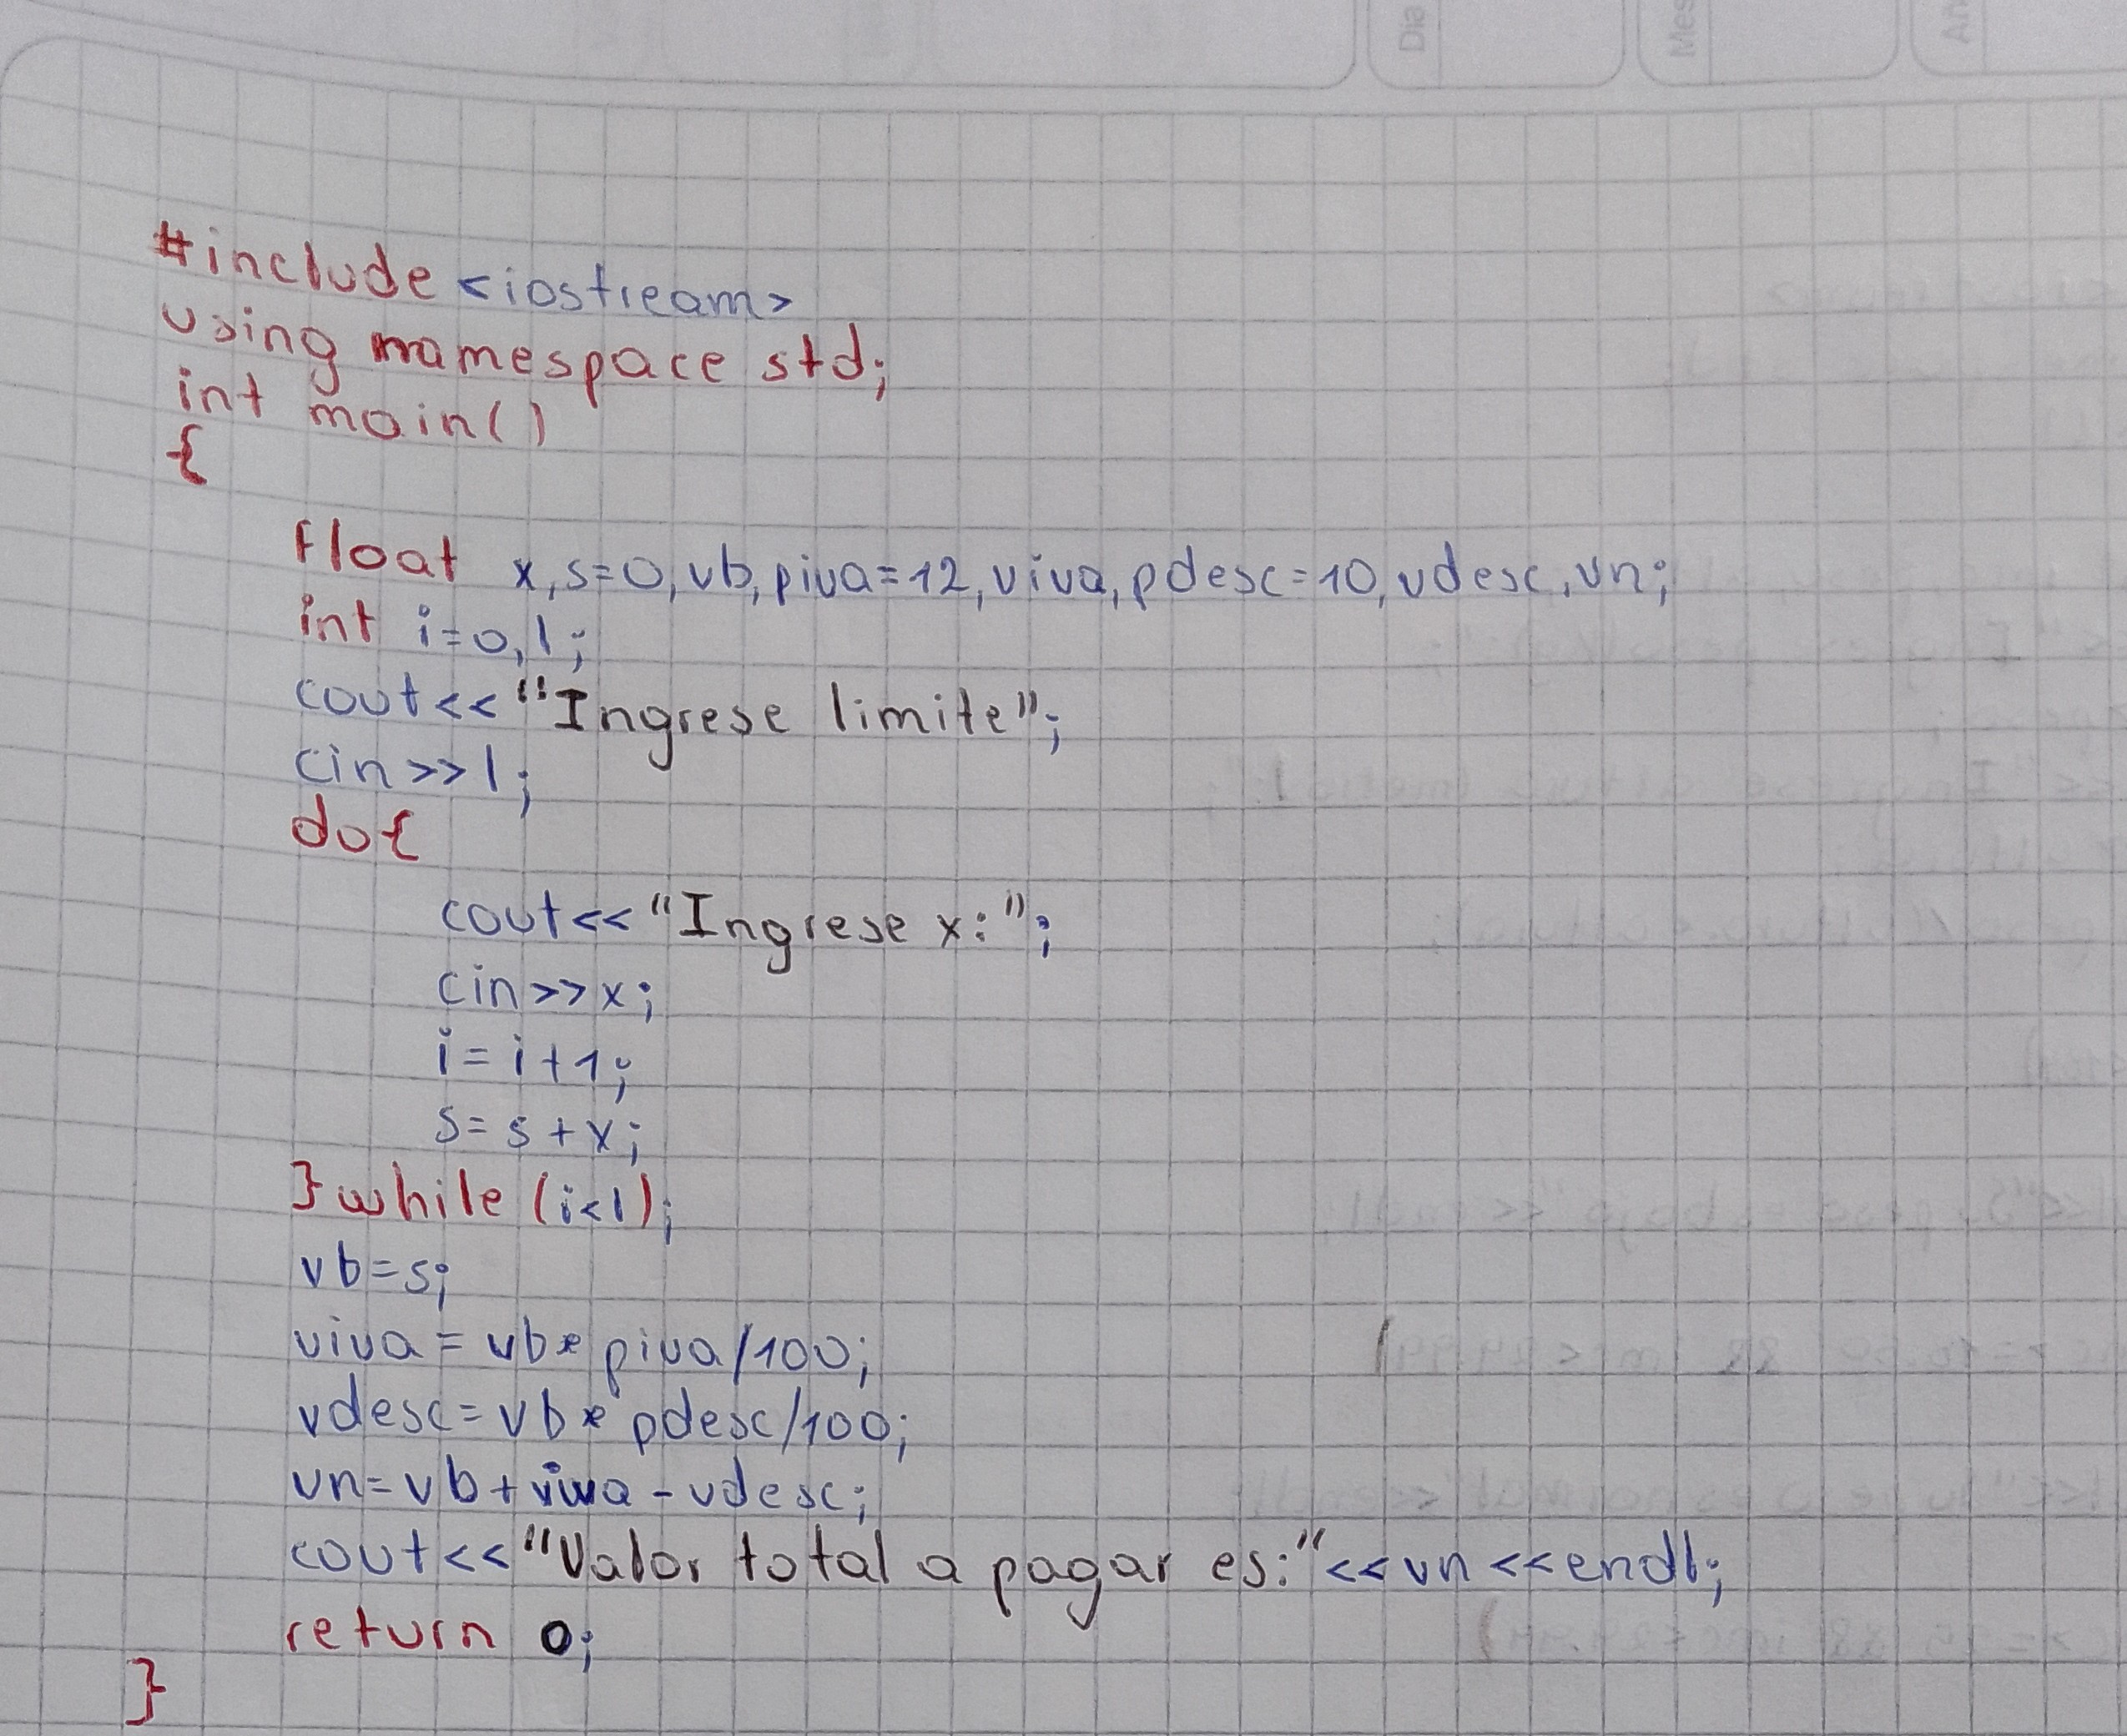 Dia Mes Añ
#include <iostream>
using namespace std;
int main()
{
float x,s=0,vb,piva=12,viva,pdesc=10,vdesc,vn;
int i=0,l;
cout<<"Ingrese limite";
cin>>l;
do{
cout<<"Ingrese x:";
cin>>x;
i=i+1;
s=s+x;
}while(i<l);
vb=s;
viva=vb*piva/100;
vdesc=vb*pdesc/100;
vn=vb+viva-vdesc;
cout<<"Valor total a pagar es:"<<vn<<endl;
return 0;
}